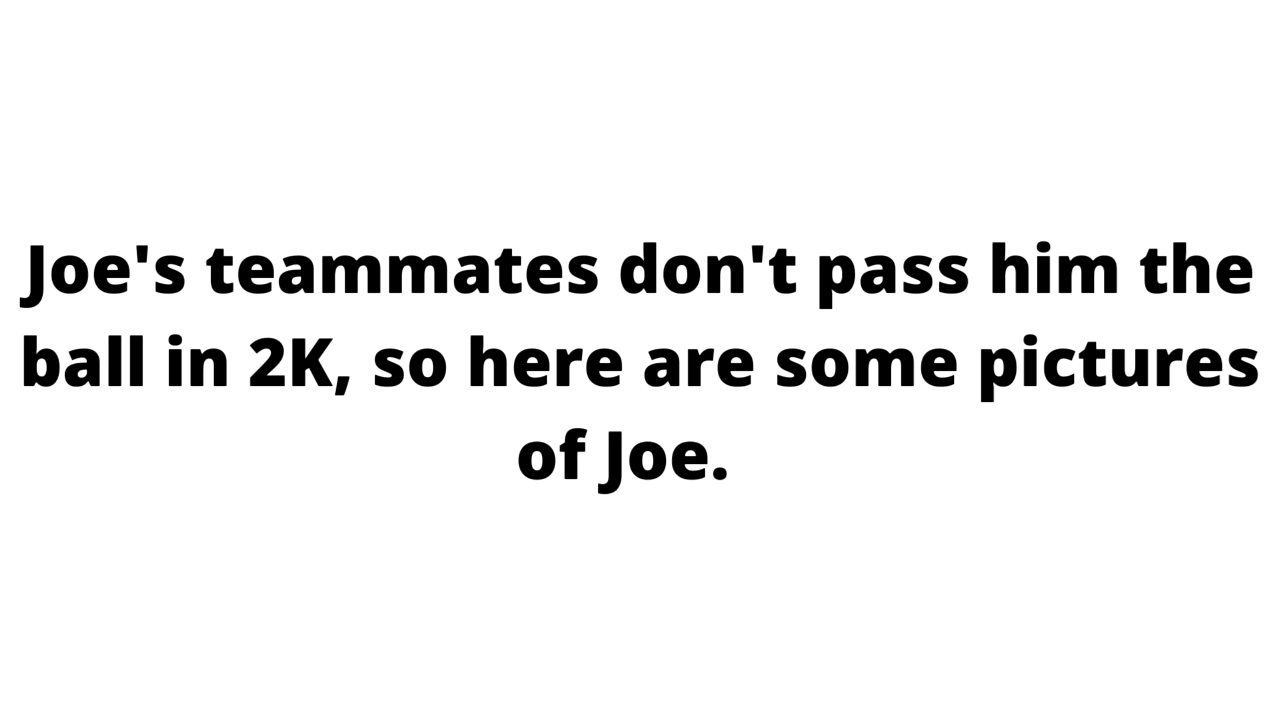 Joe's teammates don't pass him the
ball in 2K, so here are some pictures
of Joe.